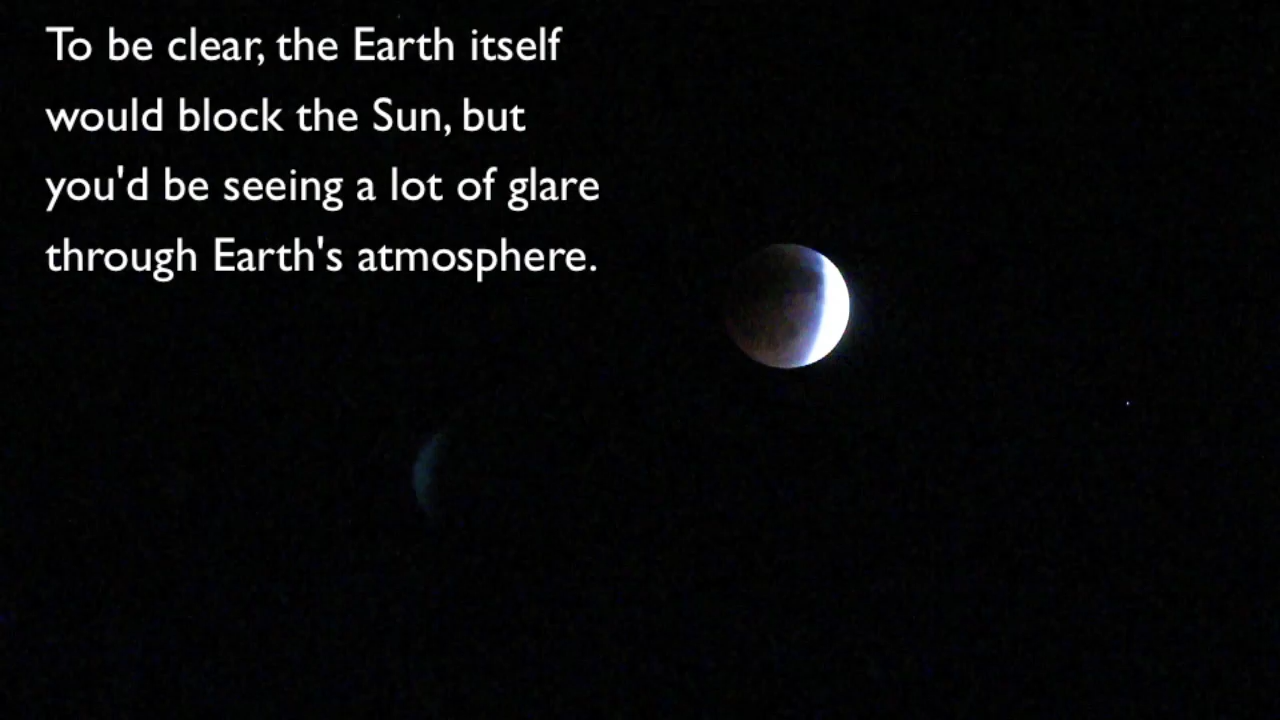 To be clear, the Earth itself
would block the Sun, but
you'd be seeing a lot of glare
through Earth's atmosphere.